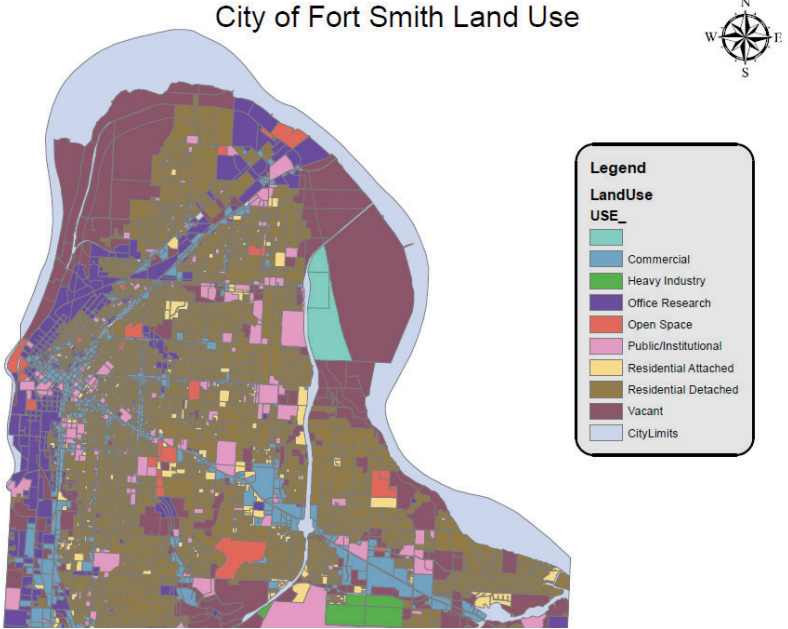 City of Fort Smith Land Use
N
W
E
S
Legend
LandUse
USE_
Commercial
Heavy Industry
Office Research
Open Space
Public/Institutional
Residential Attached
Residential Detached
Vacant
CityLimits